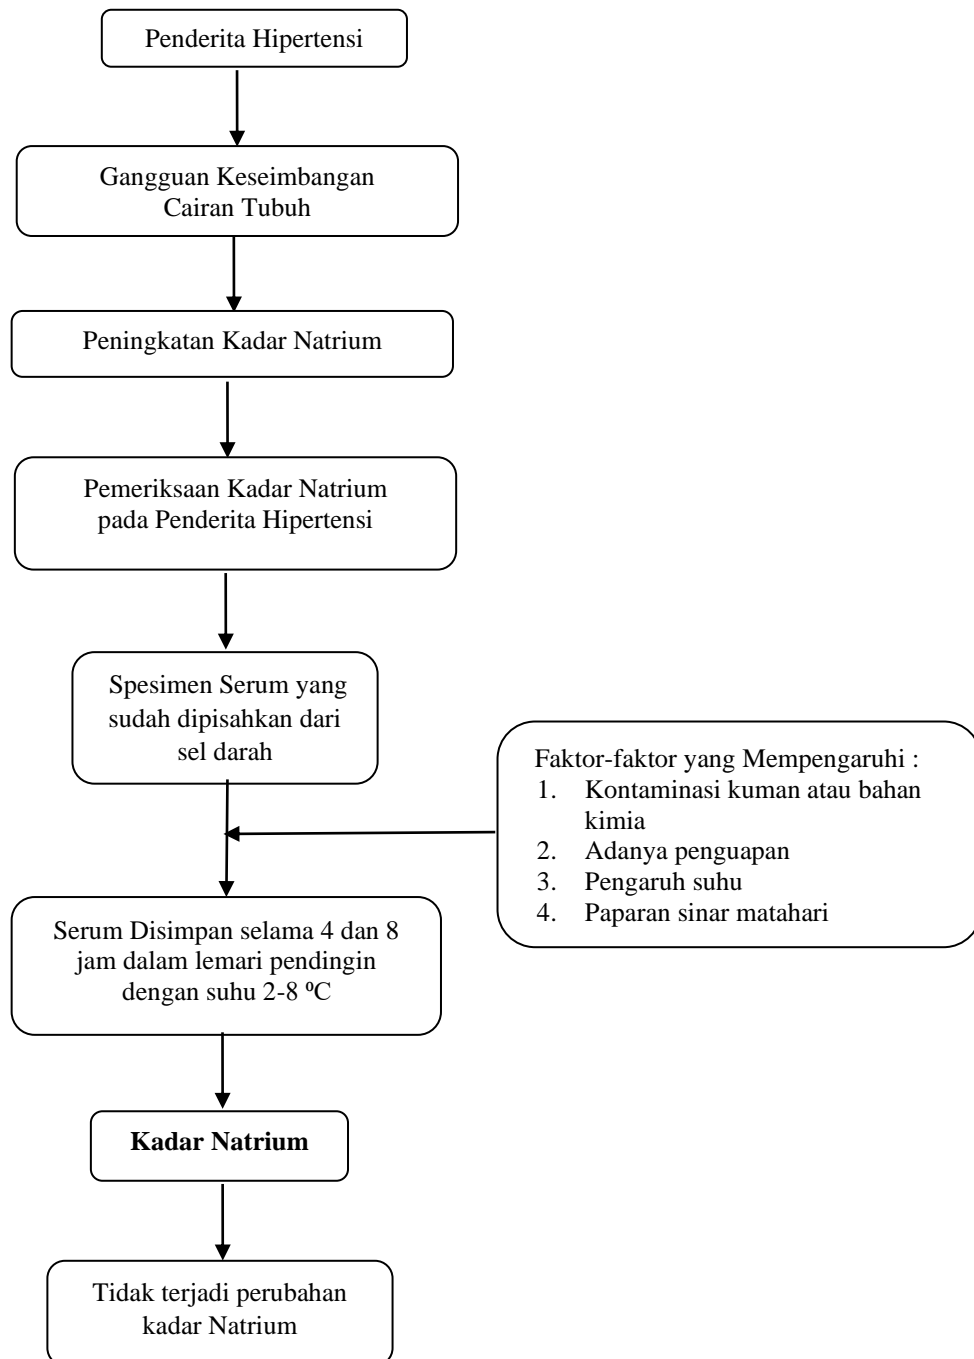 Penderita Hipertensi
Gangguan Keseimbangan
Cairan Tubuh
Peningkatan Kadar Natrium
Pemeriksaan Kadar Natrium
pada Penderita Hipertensi
Spesimen Serum yang
sudah dipisahkan dari
sel darah
Faktor-faktor yang Mempengaruhi :
1. Kontaminasi kuman atau bahan
kimia
2. Adanya penguapan
3. Pengaruh suhu
4. Paparan sinar matahari
Serum Disimpan selama 4 dan 8
jam dalam lemari pendingin
dengan suhu 2-8 ⁰C
Kadar Natrium
Tidak terjadi perubahan
kadar Natrium